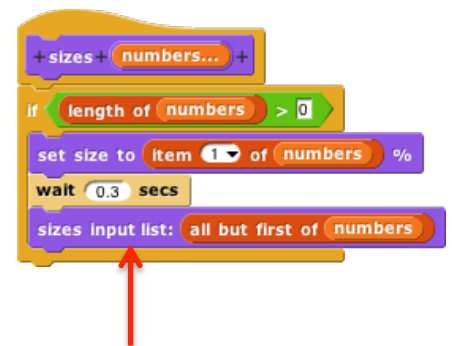 + sizes + numbers... +
if length of numbers > 0
set size to item 1 of numbers %
wait 0.3 secs
sizes input list: all but first of numbers